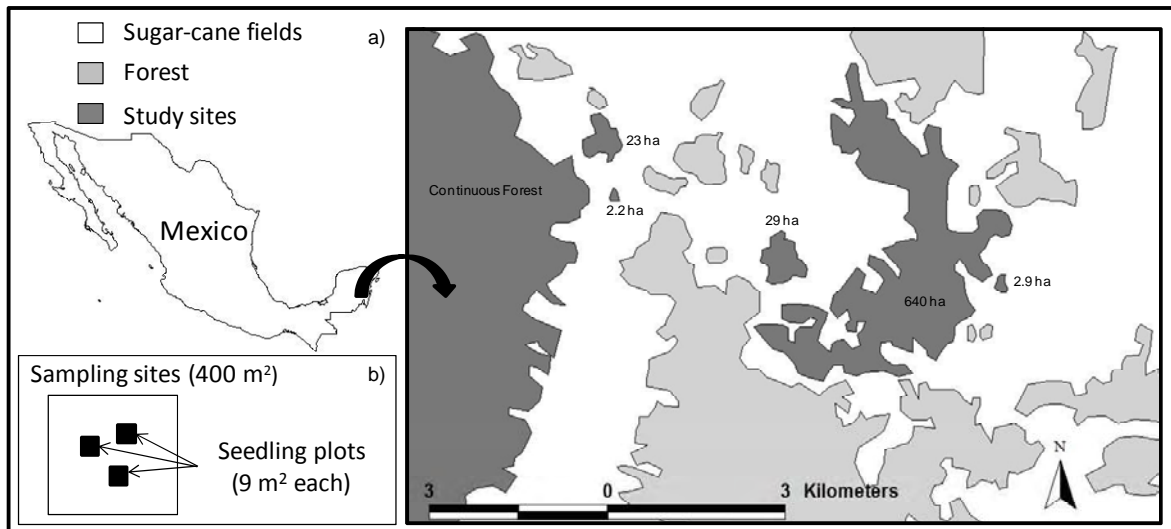 Sugar-cane fields
Forest
Study sites
a)
Mexico
Continuous Forest
23 ha
2.2 ha
29 ha
640 ha
2.9 ha
N
3 0 3 Kilometers
Sampling sites (400 m²)
b)
Seedling plots
(9 m² each)